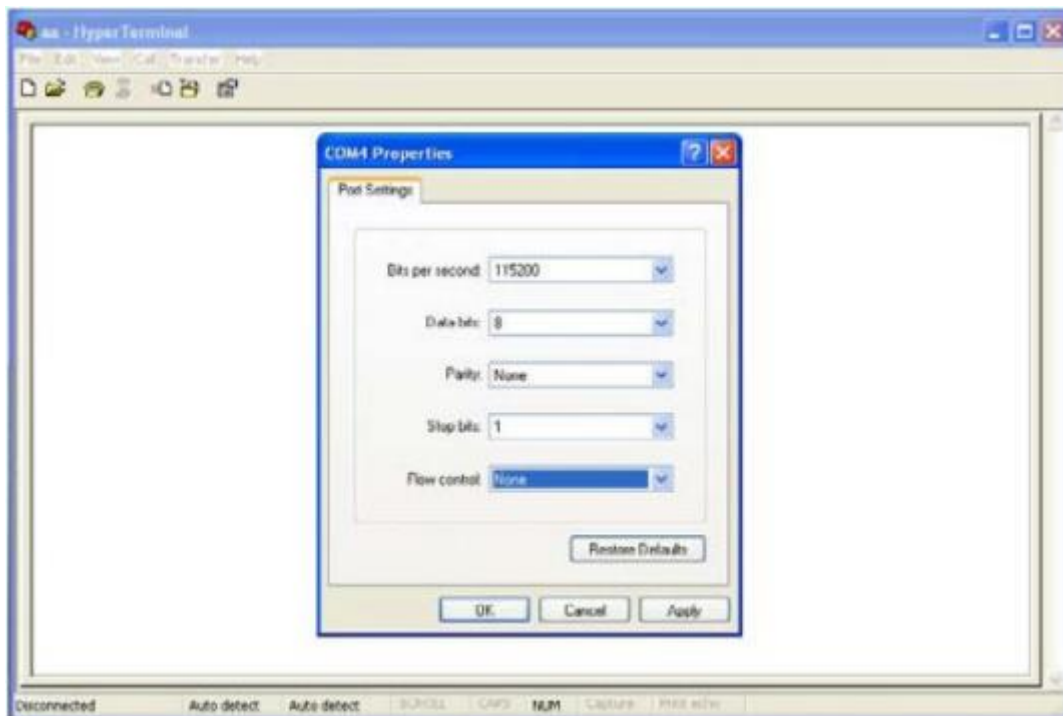 aa - HyperTerminal
File Edit View Call Transfer Help
COM4 Properties
Port Settings
Bits per second: 115200
Data bits: 8
Parity: None
Stop bits: 1
Flow control: None
Restore Defaults
OK Cancel Apply
Disconnected Auto detect Auto detect SCROLL CAPS NUM Capture Print echo